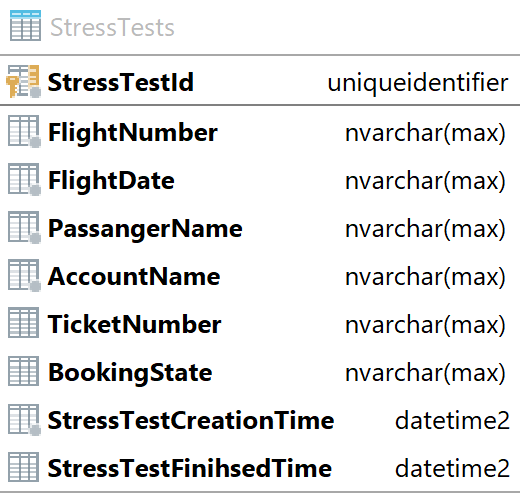 StressTests
StressTestId uniqueidentifier
FlightNumber nvarchar(max)
FlightDate nvarchar(max)
PassangerName nvarchar(max)
AccountName nvarchar(max)
TicketNumber nvarchar(max)
BookingState nvarchar(max)
StressTestCreationTime datetime2
StressTestFinihsedTime datetime2